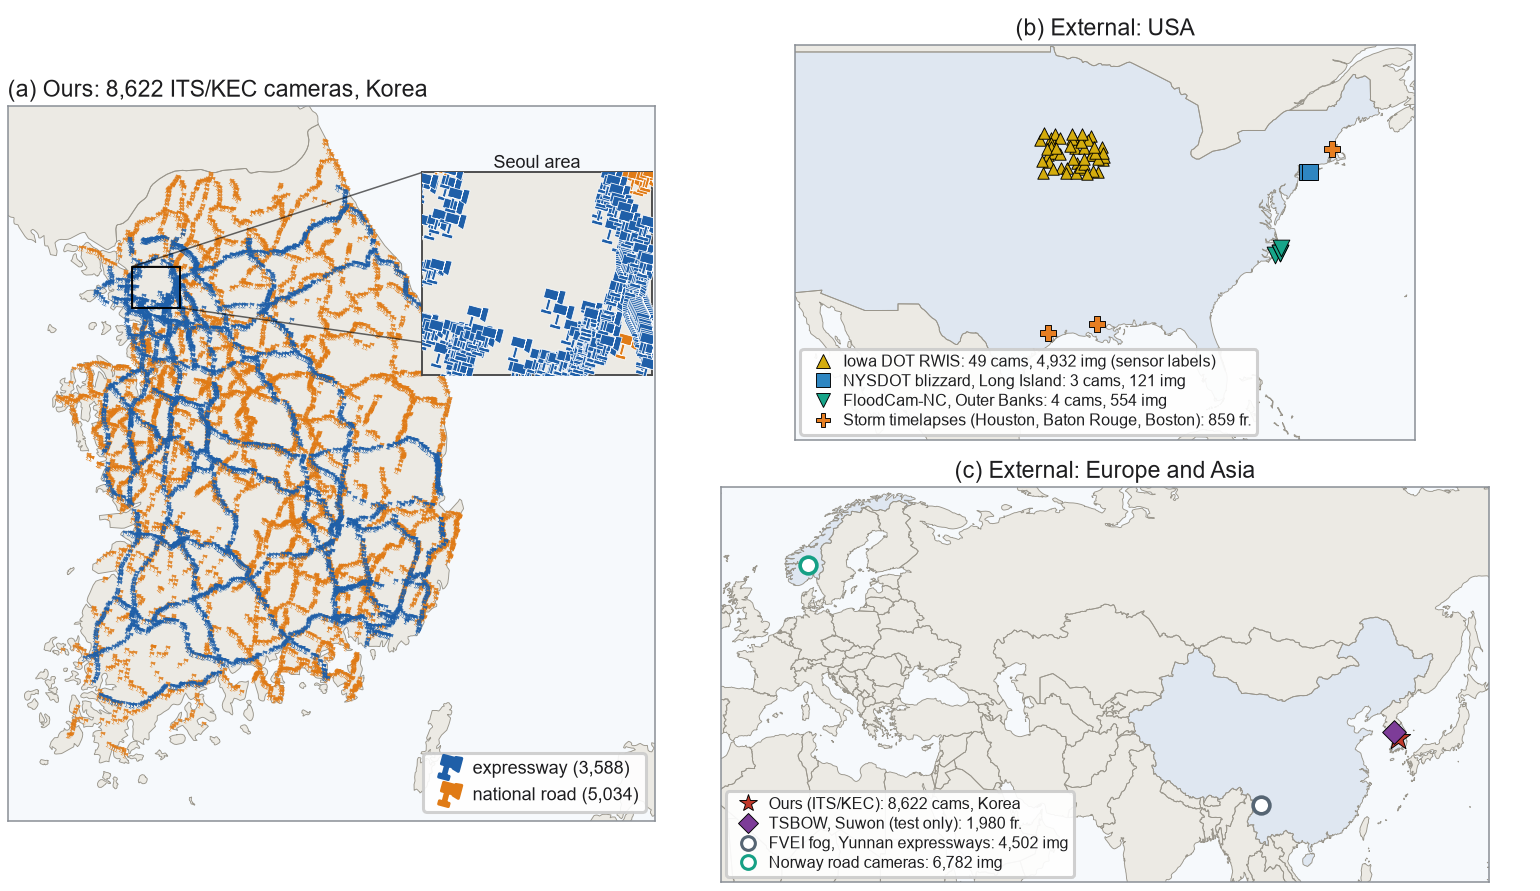 (a) Ours: 8,622 ITS/KEC cameras, Korea
Seoul area
expressway (3,588)
national road (5,034)
(b) External: USA
Iowa DOT RWIS: 49 cams, 4,932 img (sensor labels)
NYSDOT blizzard, Long Island: 3 cams, 121 img
FloodCam-NC, Outer Banks: 4 cams, 554 img
Storm timelapses (Houston, Baton Rouge, Boston): 859 fr.
(c) External: Europe and Asia
Ours (ITS/KEC): 8,622 cams, Korea
TSBOW, Suwon (test only): 1,980 fr.
FVEI fog, Yunnan expressways: 4,502 img
Norway road cameras: 6,782 img